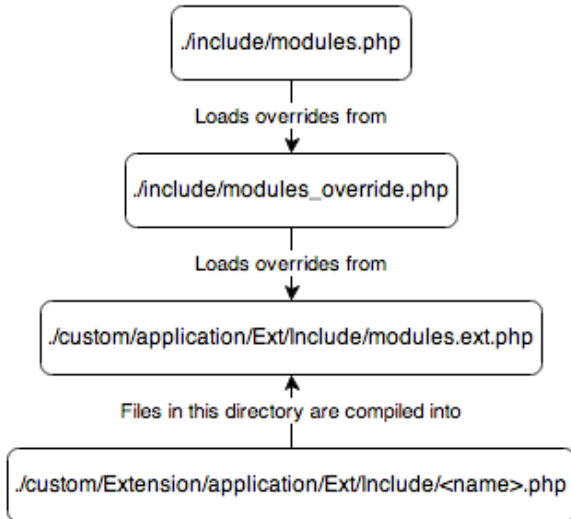 ./include/modules.php
Loads overrides from
./include/modules_override.php
Loads overrides from
./custom/application/Ext/Include/modules.ext.php
Files in this directory are compiled into
./custom/Extension/application/Ext/Include/<name>.php